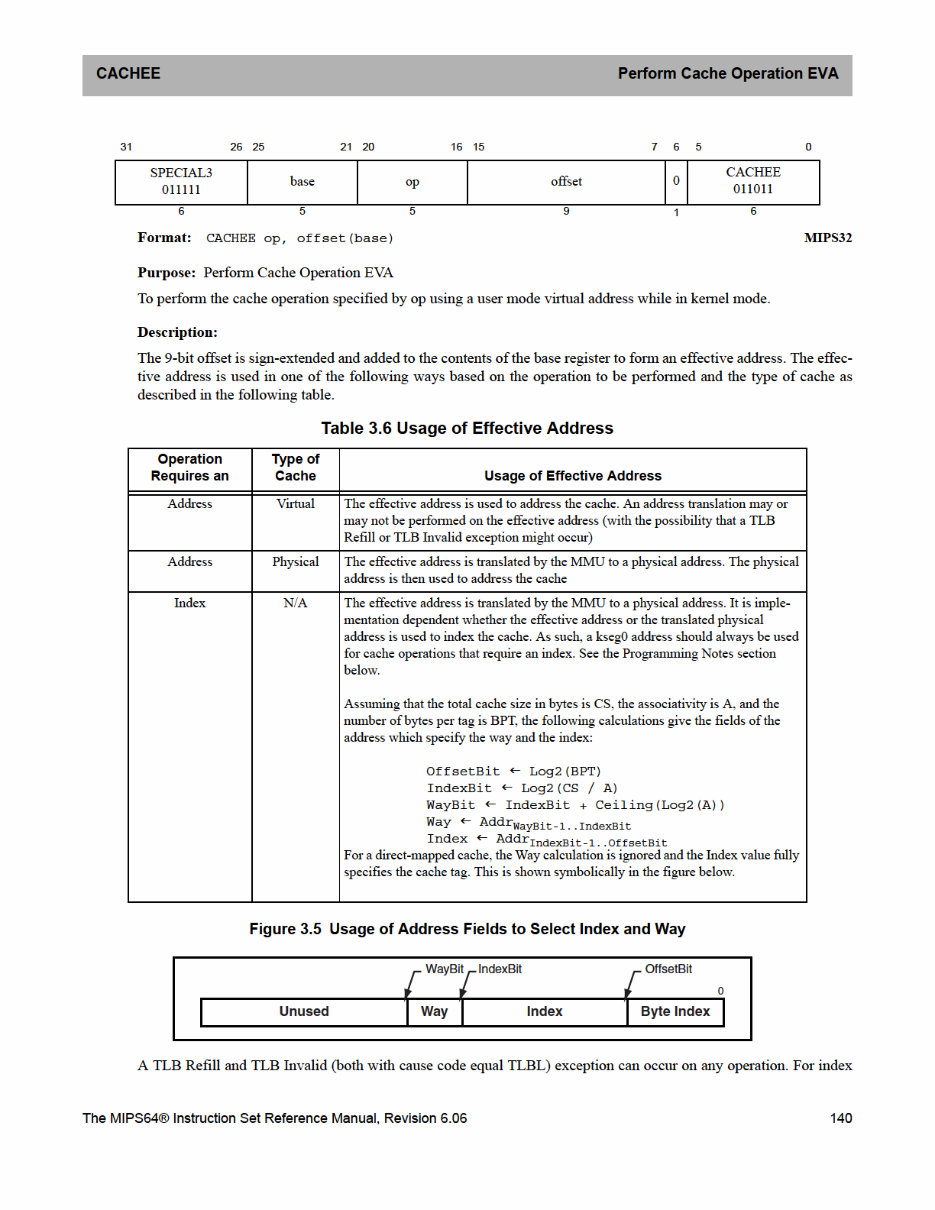 CACHEE Perform Cache Operation EVA
31 26 25 21 20 16 15 7 6 5 0
SPECIAL3
011111
base
op
offset
0
CACHEE
011011
6 5 5 9 1 6
Format: CACHEE op, offset(base) MIPS32
Purpose: Perform Cache Operation EVA
To perform the cache operation specified by op using a user mode virtual address while in kernel mode.
Description:
The 9-bit offset is sign-extended and added to the contents of the base register to form an effective address. The effec-
tive address is used in one of the following ways based on the operation to be performed and the type of cache as
described in the following table.
Table 3.6 Usage of Effective Address
Operation
Requires an
Type of
Cache
Usage of Effective Address
Address Virtual The effective address is used to address the cache. An address translation may or
may not be performed on the effective address (with the possibility that a TLB
Refill or TLB Invalid exception might occur)
Address Physical The effective address is translated by the MMU to a physical address. The physical
address is then used to address the cache
Index N/A The effective address is translated by the MMU to a physical address. It is imple-
mentation dependent whether the effective address or the translated physical
address is used to index the cache. As such, a kseg0 address should always be used
for cache operations that require an index. See the Programming Notes section
below.
Assuming that the total cache size in bytes is CS, the associativity is A, and the
number of bytes per tag is BPT, the following calculations give the fields of the
address which specify the way and the index:
OffsetBit ← Log2(BPT)
IndexBit ← Log2(CS / A)
WayBit ← IndexBit + Ceiling(Log2(A))
Way ← AddrWayBit-1..IndexBit
Index ← AddrIndexBit-1..OffsetBit
For a direct-mapped cache, the Way calculation is ignored and the Index value fully
specifies the cache tag. This is shown symbolically in the figure below.
Figure 3.5 Usage of Address Fields to Select Index and Way
WayBit IndexBit OffsetBit
0
Unused Way Index Byte Index
A TLB Refill and TLB Invalid (both with cause code equal TLBL) exception can occur on any operation. For index
The MIPS64® Instruction Set Reference Manual, Revision 6.06 140